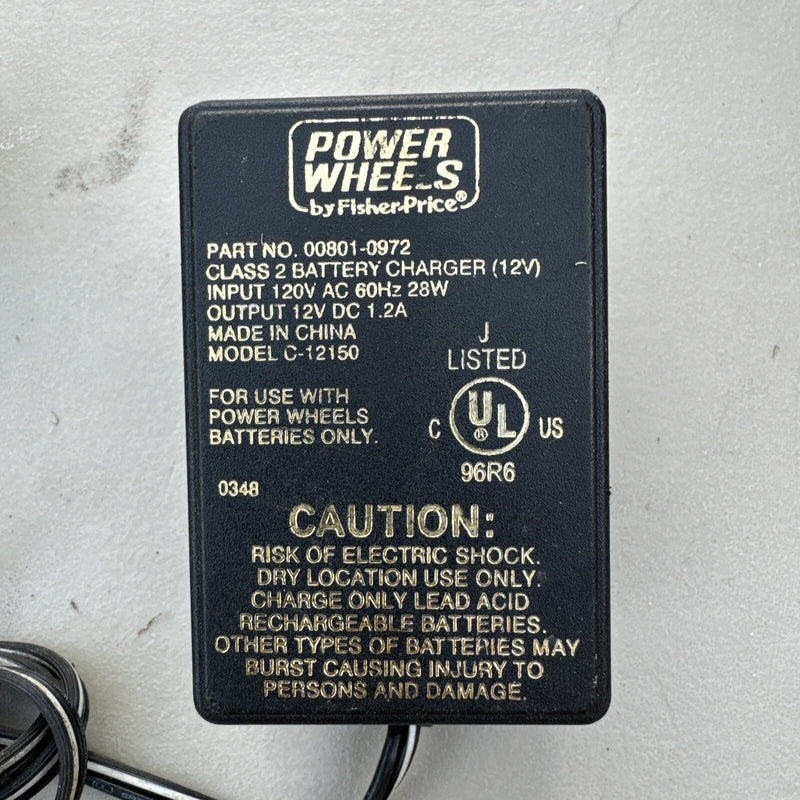 POWER
WHEELS
by Fisher-Price®
PART NO. 00801-0972
CLASS 2 BATTERY CHARGER (12V)
INPUT 120V AC 60Hz 28W
OUTPUT 12V DC 1.2A
MADE IN CHINA
MODEL C-12150
J
LISTED
FOR USE WITH
POWER WHEELS
BATTERIES ONLY.
C UL® US
96R6
0348
CAUTION:
RISK OF ELECTRIC SHOCK.
DRY LOCATION USE ONLY.
CHARGE ONLY LEAD ACID
RECHARGEABLE BATTERIES.
OTHER TYPES OF BATTERIES MAY
BURST CAUSING INJURY TO
PERSONS AND DAMAGE.